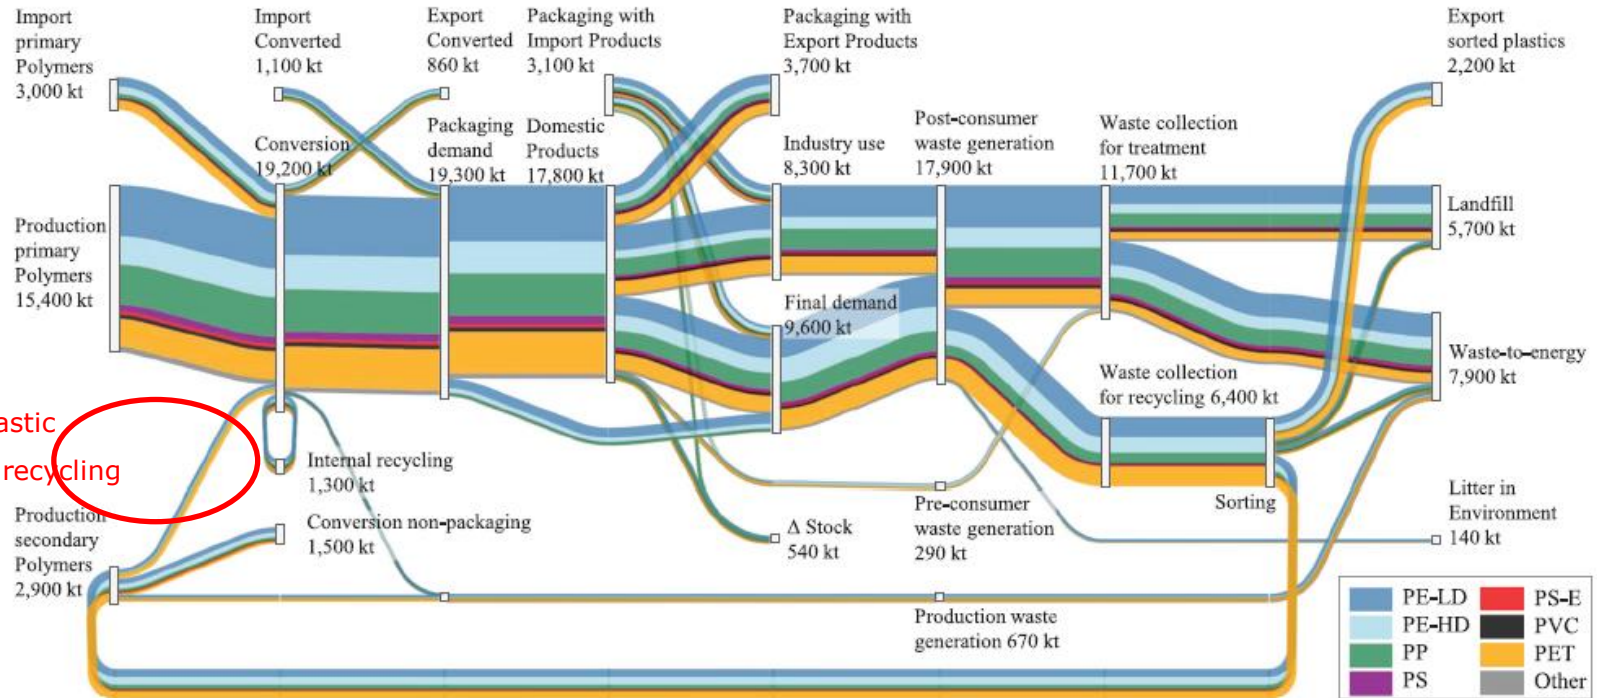 Import
primary
Polymers
3,000 kt
Import
Converted
1,100 kt
Export
Converted
860 kt
Packaging with
Import Products
3,100 kt
Packaging with
Export Products
3,700 kt
Export
sorted plastics
2,200 kt
Conversion
19,200 kt
Packaging
demand
19,300 kt
Domestic
Products
17,800 kt
Industry use
8,300 kt
Post-consumer
waste generation
17,900 kt
Waste collection
for treatment
11,700 kt
Landfill
5,700 kt
Production
primary
Polymers
15,400 kt
Final demand
9,600 kt
Waste-to-energy
7,900 kt
Waste collection
for recycling 6,400 kt
astic
recycling
Internal recycling
1,300 kt
Sorting
Litter in
Environment
140 kt
Production
secondary
Polymers
2,900 kt
Conversion non-packaging
1,500 kt
Δ Stock
540 kt
Pre-consumer
waste generation
290 kt
Production waste
generation 670 kt
PE-LD
PE-HD
PP
PS
PS-E
PVC
PET
Other